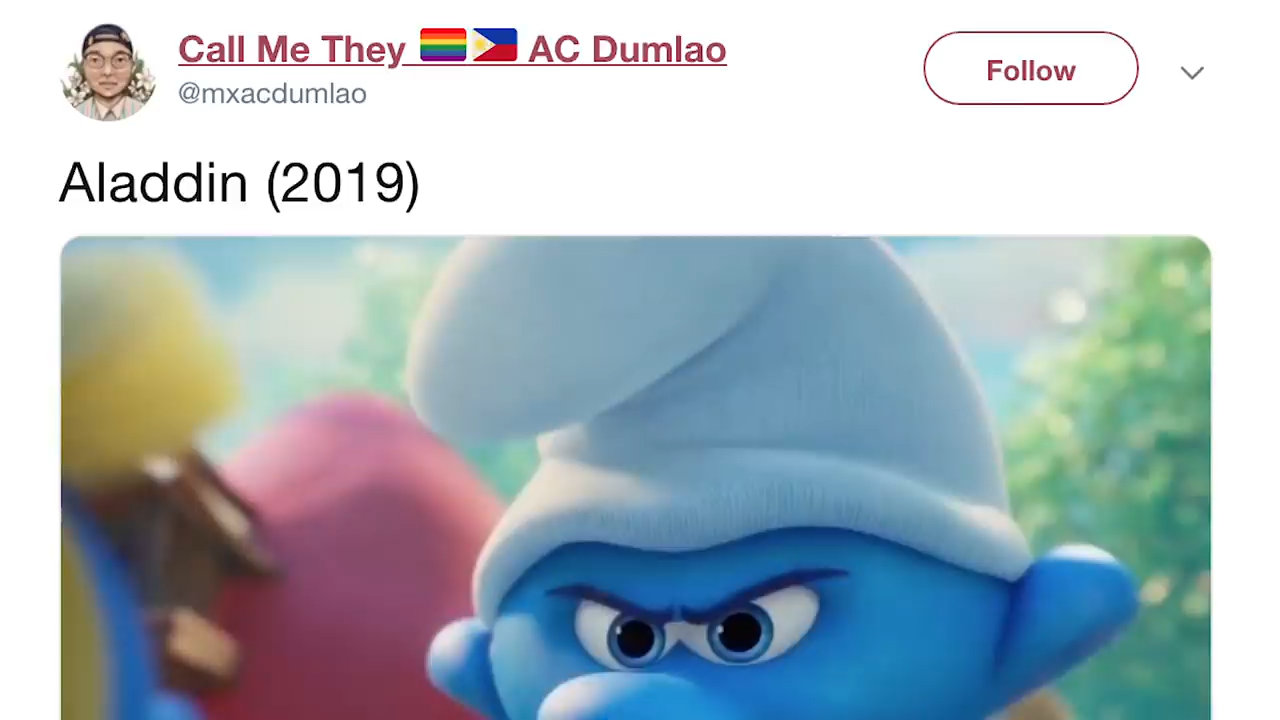 Call Me They 🏳️‍🌈🇵🇭 AC Dumlao
@mxacdumlao
Follow
Aladdin (2019)